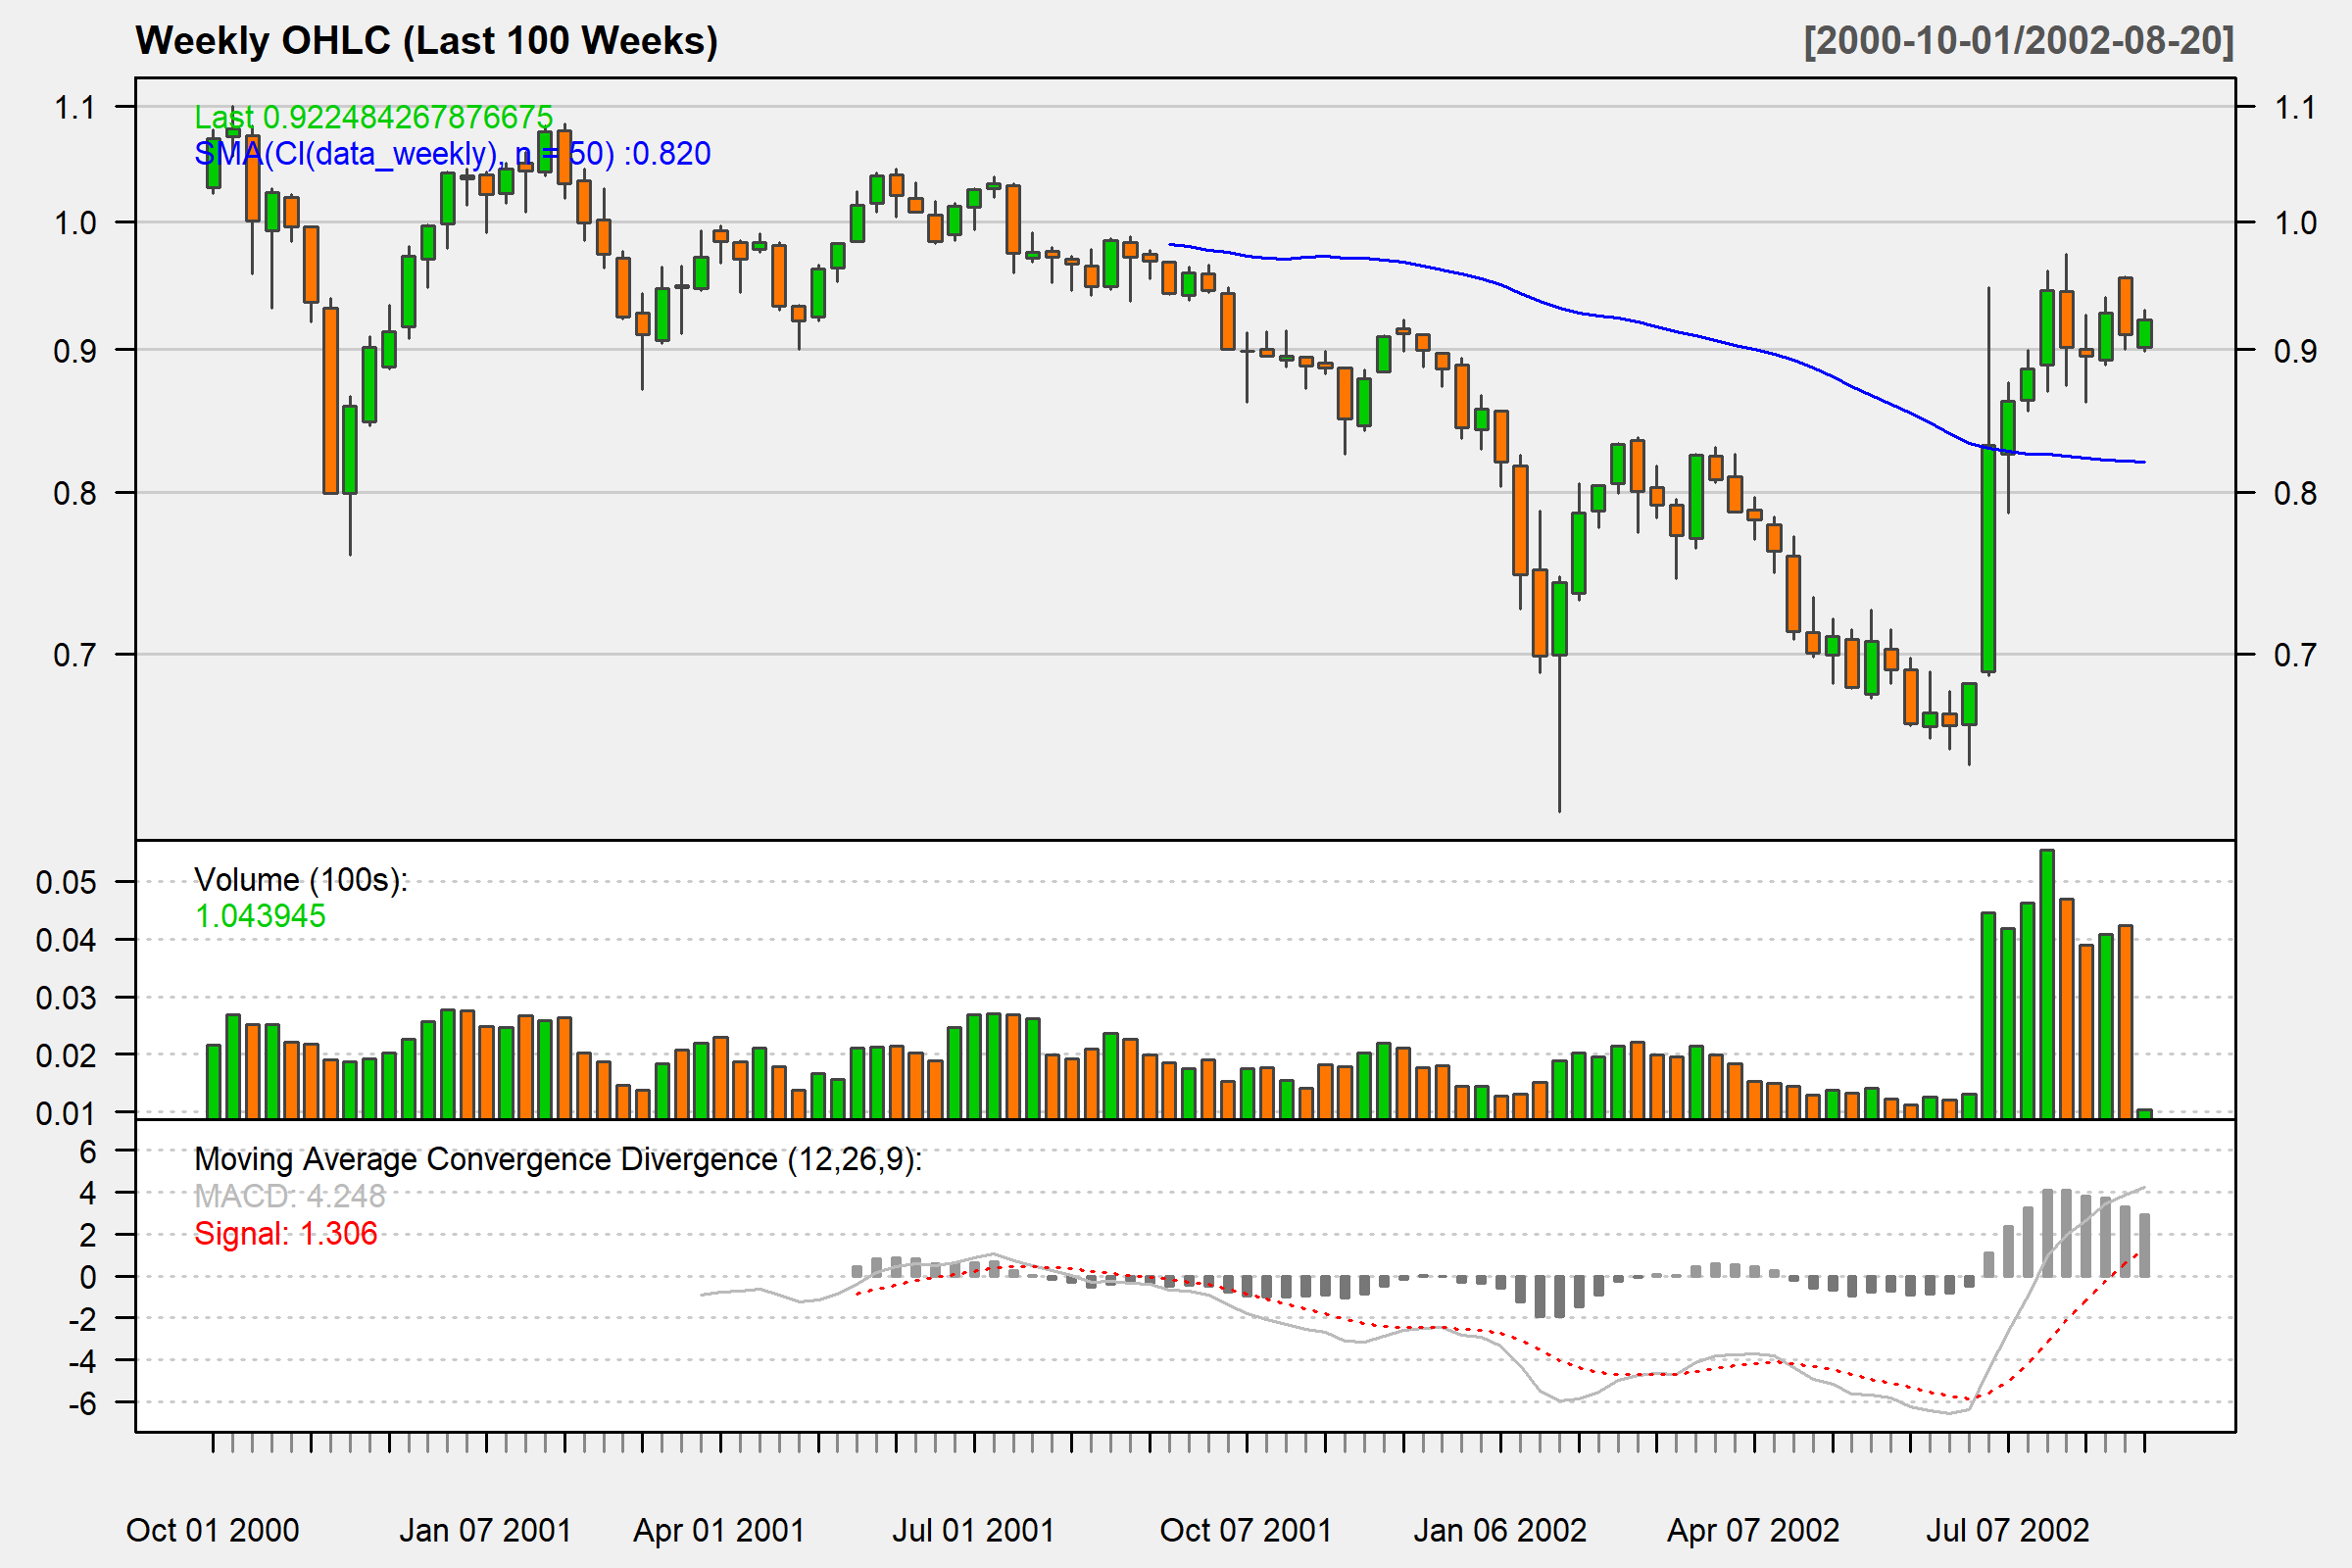 Weekly OHLC (Last 100 Weeks)
[2000-10-01/2002-08-20]
Last 0.922484267876675
SMA(Cl(data_weekly), n = 50) :0.820
1.1 1.1
1.0 1.0
0.9 0.9
0.8 0.8
0.7 0.7
Volume (100s):
1.043945
0.05
0.04
0.03
0.02
0.01
Moving Average Convergence Divergence (12,26,9):
MACD: 4.248
Signal: 1.306
6
4
2
0
-2
-4
-6
Oct 01 2000 Jan 07 2001 Apr 01 2001 Jul 01 2001 Oct 07 2001 Jan 06 2002 Apr 07 2002 Jul 07 2002